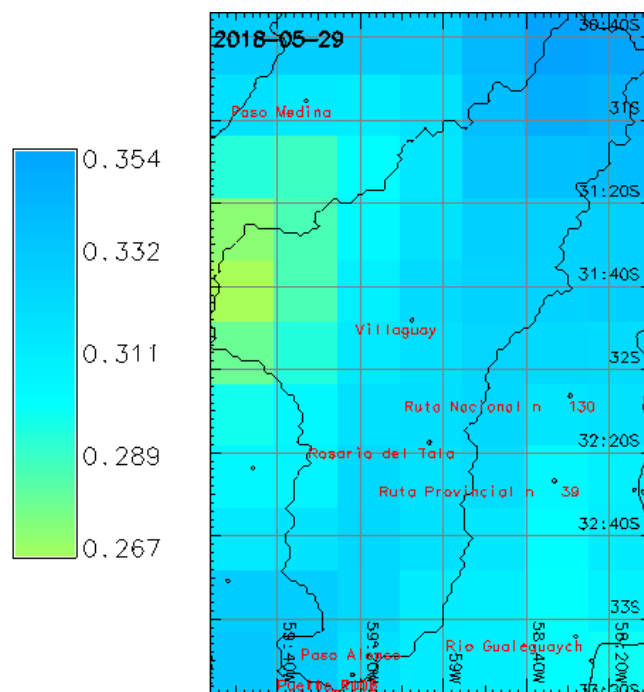 2018-05-29
30:40S
Paso Medina
31S
0.354
31:20S
0.332
31:40S
Villaguay
0.311
32S
Ruta Nacional n 130
0.289
32:20S
Rosario del Tala
Ruta Provincial n 39
0.267
32:40S
33S
59:40W
59:20W
59W
58:40W
58:20W
Rio Gualeguaych
Paso Alonso